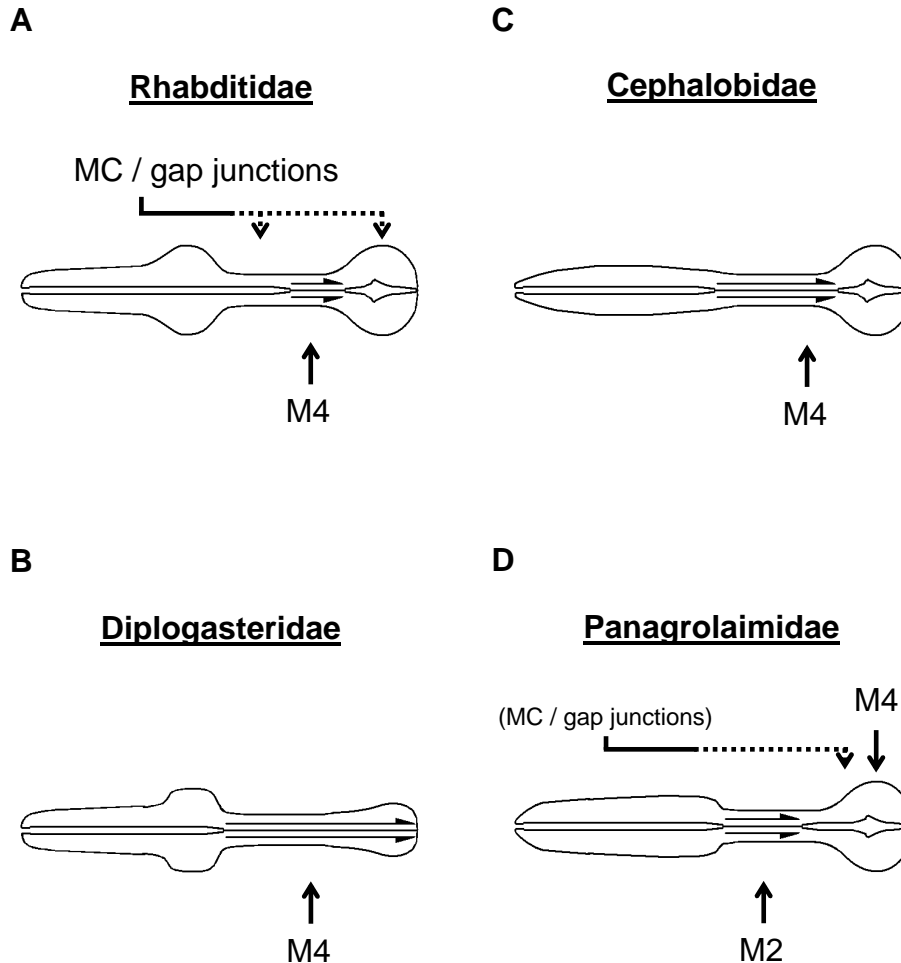 A
Rhabditidae
MC / gap junctions
M4
B
Diplogasteridae
M4
C
Cephalobidae
M4
D
Panagrolaimidae
(MC / gap junctions)
M4
M2